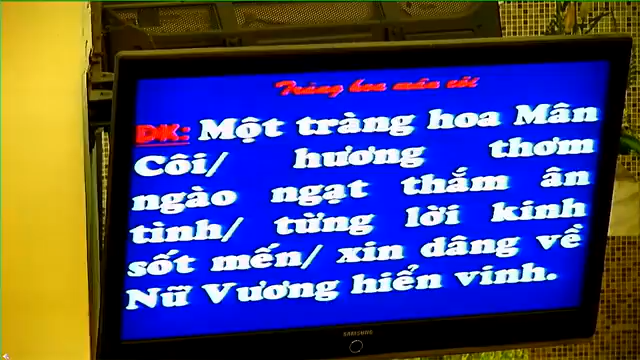 Tràng hoa mân côi
ĐK: Một tràng hoa Mân
Côi/ hương thơm
ngào ngạt thắm ân
tình/ từng lời kinh
sốt mến/ xin dâng về
Nữ Vương hiển vinh.
SAMSUNG